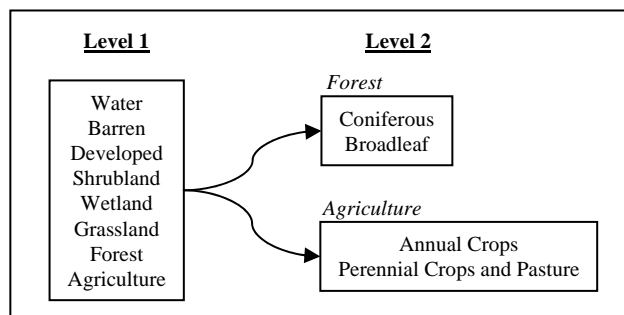 Level 1
Water
Barren
Developed
Shrubland
Wetland
Grassland
Forest
Agriculture
Level 2
Forest
Coniferous
Broadleaf
Agriculture
Annual Crops
Perennial Crops and Pasture